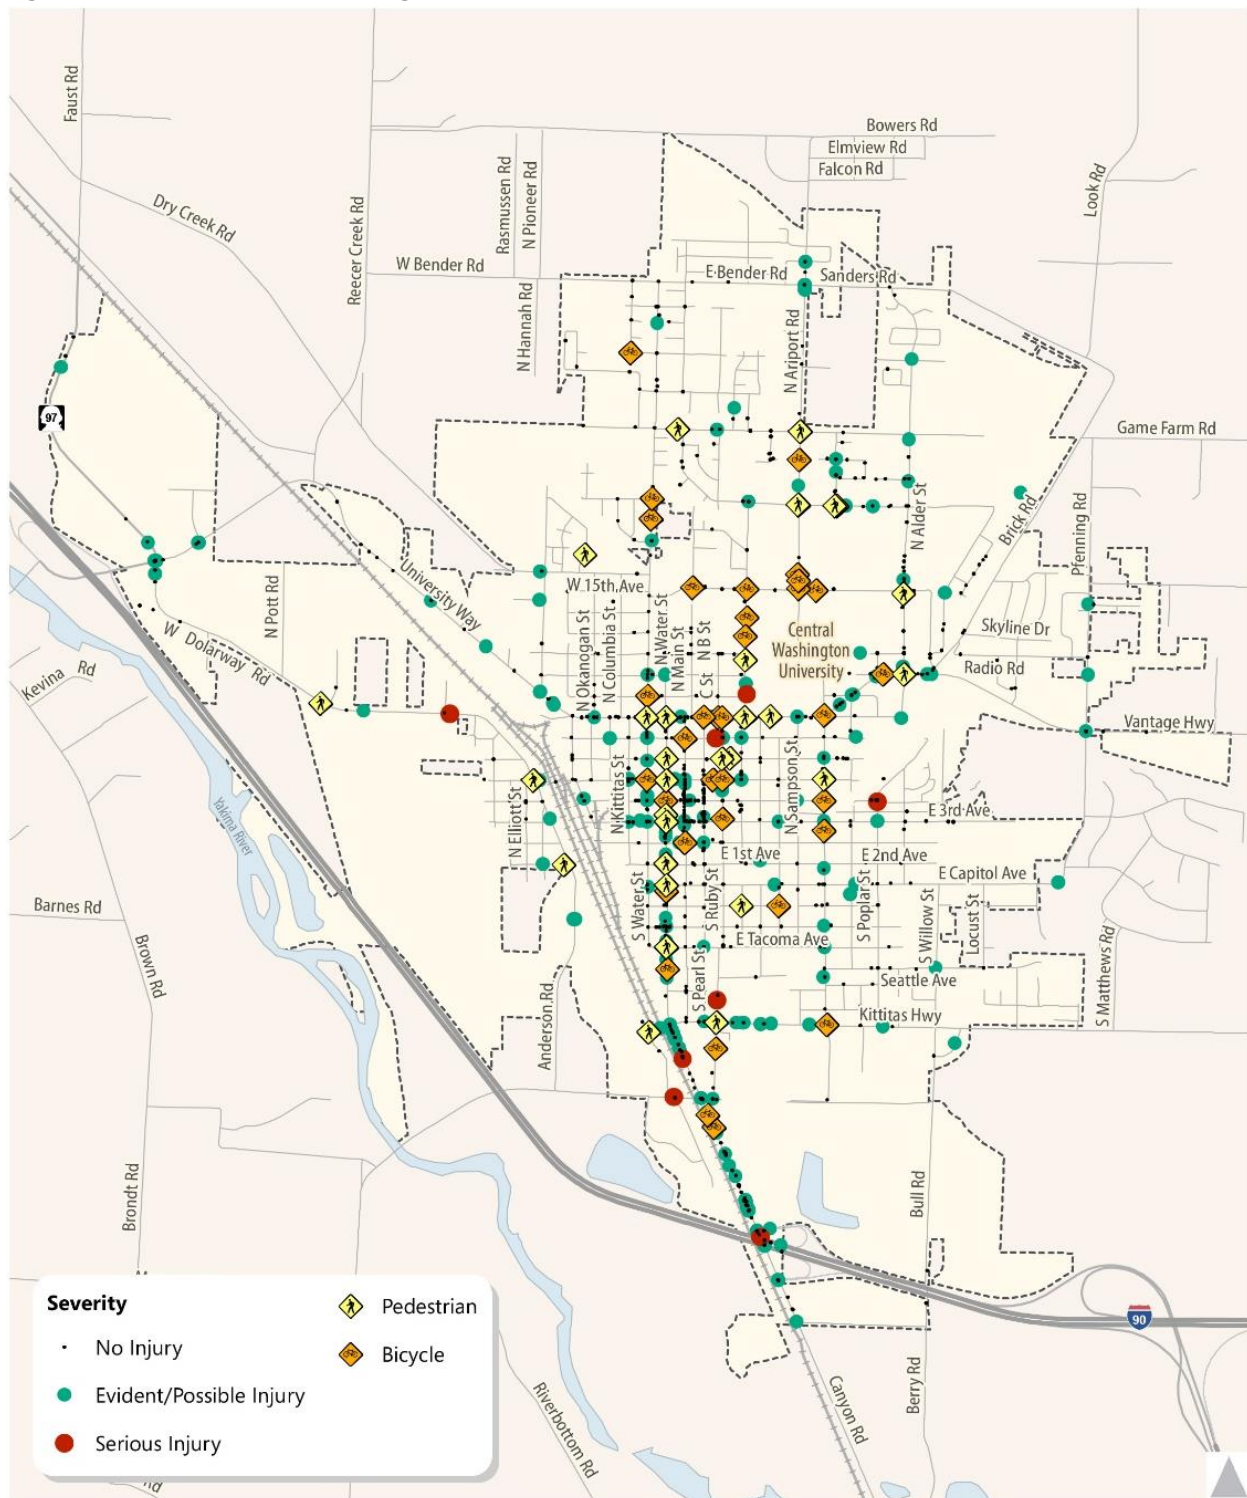 Faust Rd
Bowers Rd
Elmview Rd
Falcon Rd
Look Rd
Rasmussen Rd
N Pioneer Rd
Dry Creek Rd
Reecer Creek Rd
W Bender Rd
E Bender Rd
Sanders Rd
N Hannah Rd
N Ariport Rd
97
Game Farm Rd
N Alder St
Brick Rd
Pfenning Rd
University Way
W 15th Ave
N Pott Rd
N Okanogan St
N Columbia St
N Water St
N Main St
N B St
C St
Central
Washington
University
Skyline Dr
Radio Rd
W Dolarway Rd
Kevina Rd
Vantage Hwy
Yakima River
N Elliott St
N Kittitas St
N Sampson St
E 3rd Ave
E 1st Ave
E 2nd Ave
E Capitol Ave
Barnes Rd
S Water St
S Ruby St
S Poplar St
S Willow St
Locust St
E Tacoma Ave
Brown Rd
S Pearl St
Seattle Ave
S Matthews Rd
Anderson Rd
Kittitas Hwy
Brondt Rd
Bull Rd
Severity
No Injury
Evident/Possible Injury
Serious Injury
Pedestrian
Bicycle
90
Riverbottom Rd
Canyon Rd
Berry Rd